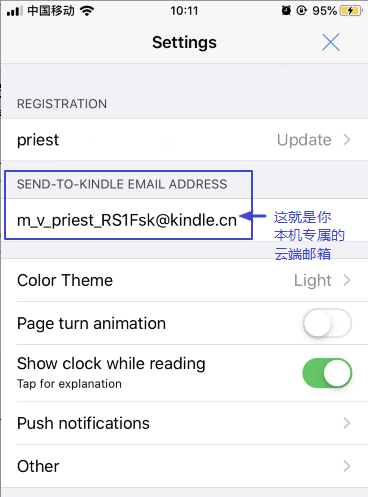 中国移动 10:11 95%
Settings
REGISTRATION
priest Update
SEND-TO-KINDLE EMAIL ADDRESS
m_v_priest_RS1Fsk@kindle.cn
这就是你
本机专属的
云端邮箱
Color Theme Light
Page turn animation
Show clock while reading
Tap for explanation
Push notifications
Other